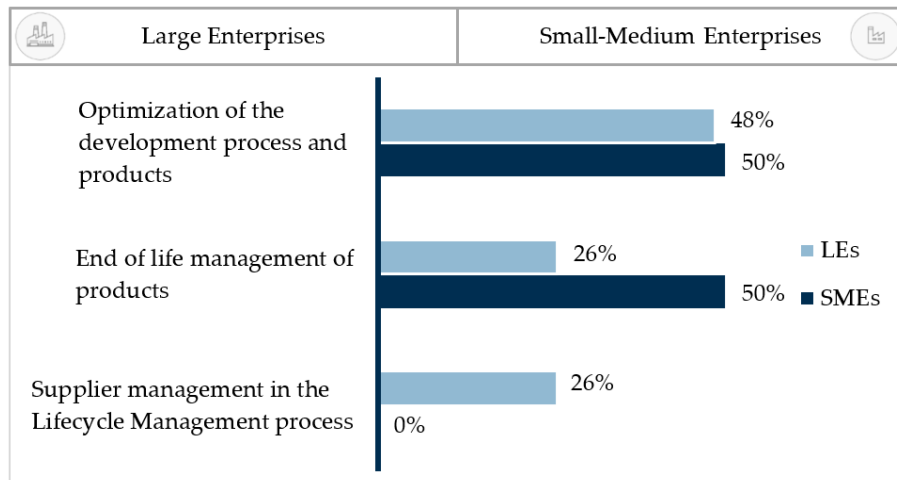 Large Enterprises
Small-Medium Enterprises
Optimization of the
development process and
products
48%
50%
End of life management of
products
26%
50%
LEs
SMEs
Supplier management in the
Lifecycle Management process
26%
0%